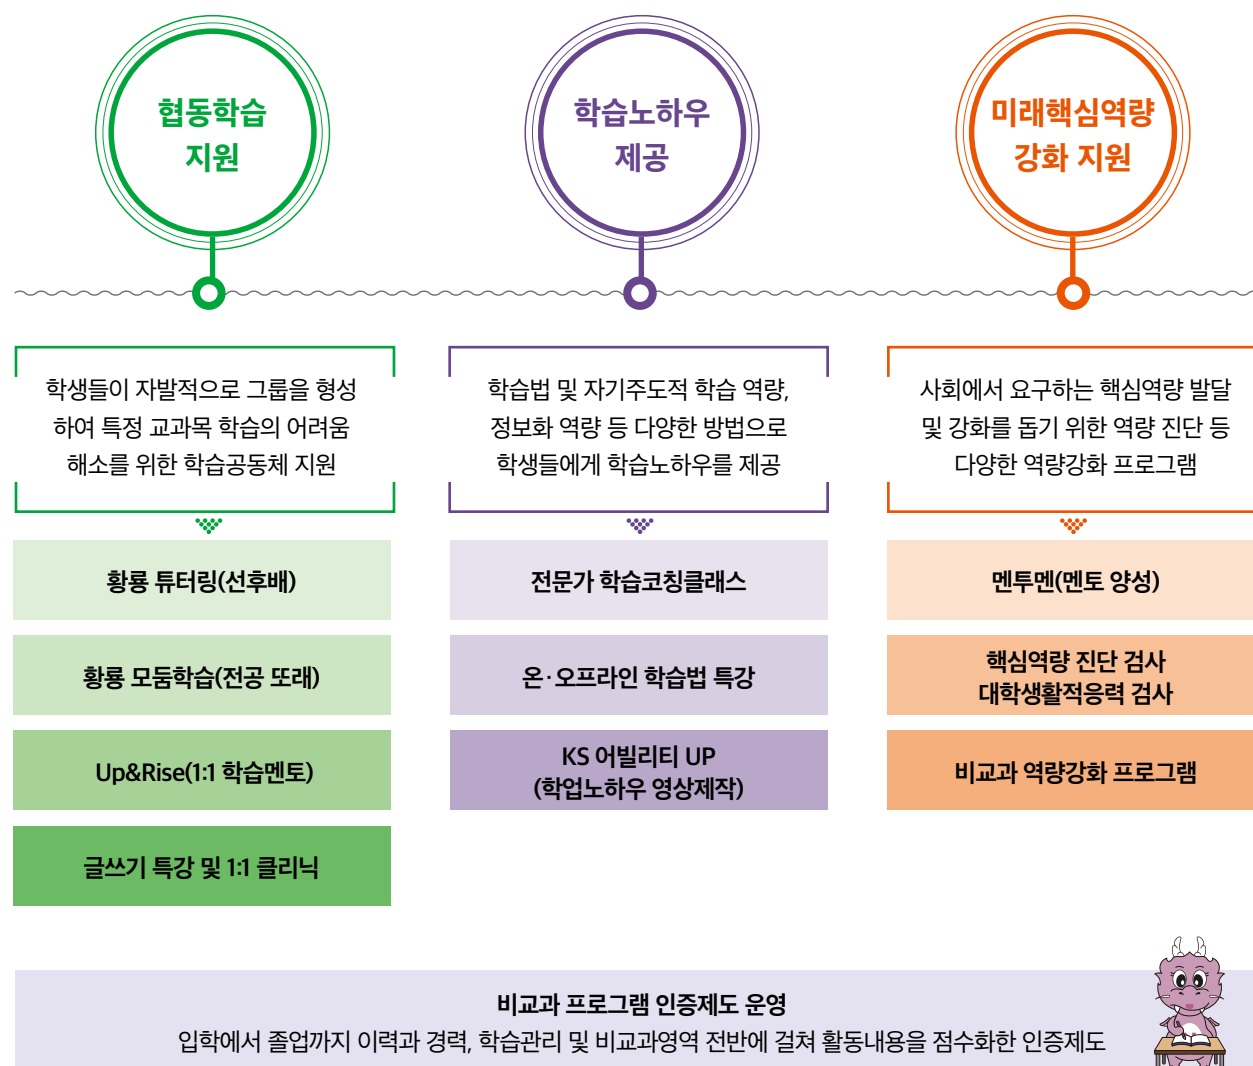 협동학습
지원
학생들이 자발적으로 그룹을 형성
하여 특정 교과목 학습의 어려움
해소를 위한 학습공동체 지원
황룡 튜터링(선후배)
황룡 모둠학습(전공 또래)
Up&Rise(1:1 학습멘토)
글쓰기 특강 및 1:1 클리닉
학습노하우
제공
학습법 및 자기주도적 학습 역량,
정보화 역량 등 다양한 방법으로
학생들에게 학습노하우를 제공
전문가 학습코칭클래스
온·오프라인 학습법 특강
KS 어빌리티 UP
(학업노하우 영상제작)
미래핵심역량
강화 지원
사회에서 요구하는 핵심역량 발달
및 강화를 돕기 위한 역량 진단 등
다양한 역량강화 프로그램
멘투멘(멘토 양성)
핵심역량 진단 검사
대학생활적응력 검사
비교과 역량강화 프로그램
비교과 프로그램 인증제도 운영
입학에서 졸업까지 이력과 경력, 학습관리 및 비교과영역 전반에 걸쳐 활동내용을 점수화한 인증제도